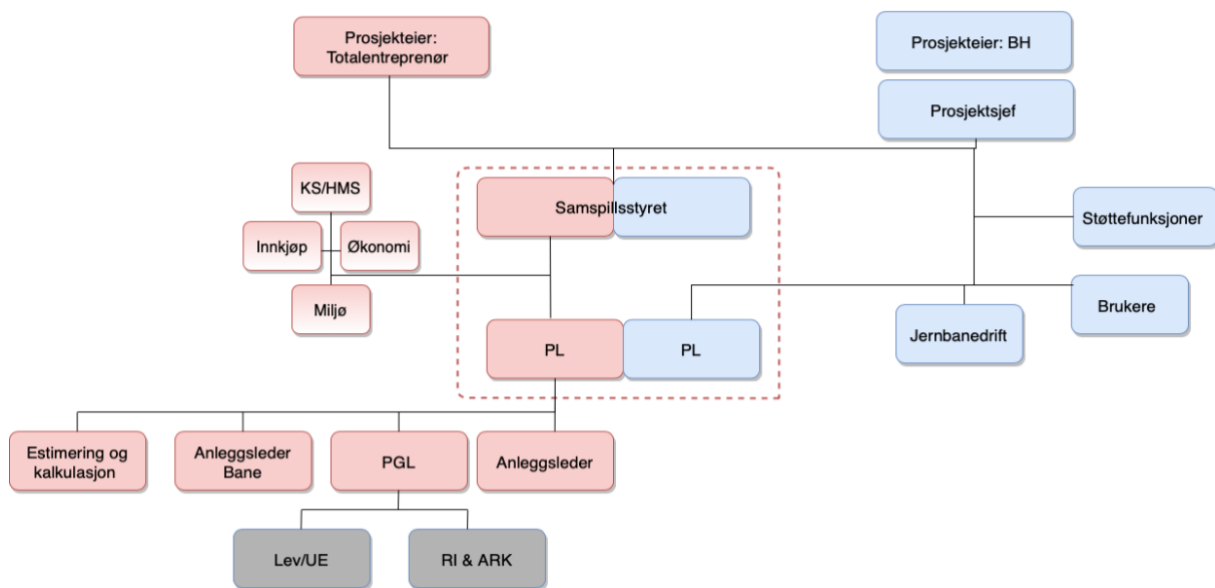 Prosjekteier:
Totalentreprenør
Prosjekteier: BH
Prosjektsjef
KS/HMS
Samspillsstyret
Innkjøp
Økonomi
Støttefunksjoner
Miljø
Brukere
Jernbanedrift
PL
PL
Estimering og
kalkulasjon
Anleggsleder
Bane
PGL
Anleggsleder
Lev/UE
RI & ARK